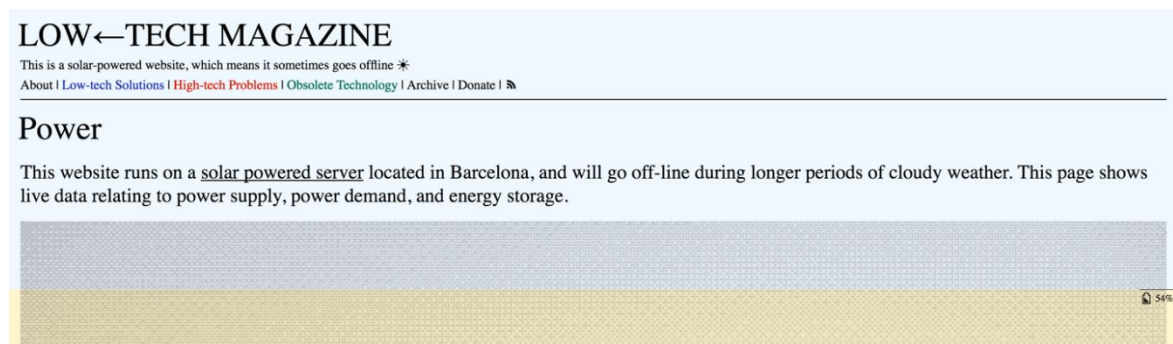 LOW←TECH MAGAZINE
This is a solar-powered website, which means it sometimes goes offline ☀
About | Low-tech Solutions | High-tech Problems | Obsolete Technology | Archive | Donate |
Power
This website runs on a solar powered server located in Barcelona, and will go off-line during longer periods of cloudy weather. This page shows
live data relating to power supply, power demand, and energy storage.
54%